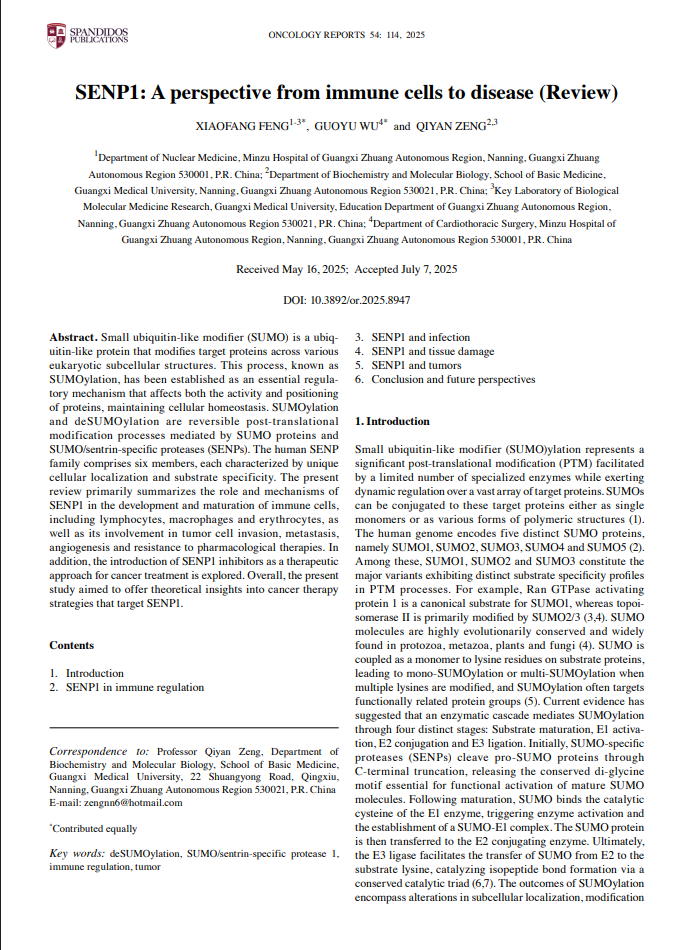 SPANDIDOS
PUBLICATIONS
ONCOLOGY REPORTS 54: 114, 2025
SENP1: A perspective from immune cells to disease (Review)
XIAOFANG FENG1-3*, GUOYU WU4* and QIYAN ZENG2,3
1Department of Nuclear Medicine, Minzu Hospital of Guangxi Zhuang Autonomous Region, Nanning, Guangxi Zhuang
Autonomous Region 530001, P.R. China; 2Department of Biochemistry and Molecular Biology, School of Basic Medicine,
Guangxi Medical University, Nanning, Guangxi Zhuang Autonomous Region 530021, P.R. China; 3Key Laboratory of Biological
Molecular Medicine Research, Guangxi Medical University, Education Department of Guangxi Zhuang Autonomous Region,
Nanning, Guangxi Zhuang Autonomous Region 530021, P.R. China; 4Department of Cardiothoracic Surgery, Minzu Hospital of
Guangxi Zhuang Autonomous Region, Nanning, Guangxi Zhuang Autonomous Region 530001, P.R. China
Received May 16, 2025; Accepted July 7, 2025
DOI: 10.3892/or.2025.8947
Abstract. Small ubiquitin-like modifier (SUMO) is a ubiq-
uitin-like protein that modifies target proteins across various
eukaryotic subcellular structures. This process, known as
SUMOylation, has been established as an essential regula-
tory mechanism that affects both the activity and positioning
of proteins, maintaining cellular homeostasis. SUMOylation
and deSUMOylation are reversible post-translational
modification processes mediated by SUMO proteins and
SUMO/sentrin-specific proteases (SENPs). The human SENP
family comprises six members, each characterized by unique
cellular localization and substrate specificity. The present
review primarily summarizes the role and mechanisms of
SENP1 in the development and maturation of immune cells,
including lymphocytes, macrophages and erythrocytes, as
well as its involvement in tumor cell invasion, metastasis,
angiogenesis and resistance to pharmacological therapies. In
addition, the introduction of SENP1 inhibitors as a therapeutic
approach for cancer treatment is explored. Overall, the present
study aimed to offer theoretical insights into cancer therapy
strategies that target SENP1.
Contents
1. Introduction
2. SENP1 in immune regulation
Correspondence to: Professor Qiyan Zeng, Department of
Biochemistry and Molecular Biology, School of Basic Medicine,
Guangxi Medical University, 22 Shuangyong Road, Qingxiu,
Nanning, Guangxi Zhuang Autonomous Region 530021, P.R. China
E-mail: zengnn6@hotmail.com
*Contributed equally
Key words: deSUMOylation, SUMO/sentrin-specific protease 1,
immune regulation, tumor
3. SENP1 and infection
4. SENP1 and tissue damage
5. SENP1 and tumors
6. Conclusion and future perspectives
1. Introduction
Small ubiquitin-like modifier (SUMO)ylation represents a
significant post-translational modification (PTM) facilitated
by a limited number of specialized enzymes while exerting
dynamic regulation over a vast array of target proteins. SUMOs
can be conjugated to these target proteins either as single
monomers or as various forms of polymeric structures (1).
The human genome encodes five distinct SUMO proteins,
namely SUMO1, SUMO2, SUMO3, SUMO4 and SUMO5 (2).
Among these, SUMO1, SUMO2 and SUMO3 constitute the
major variants exhibiting distinct substrate specificity profiles
in PTM processes. For example, Ran GTPase activating
protein 1 is a canonical substrate for SUMO1, whereas topoi-
somerase II is primarily modified by SUMO2/3 (3,4). SUMO
molecules are highly evolutionarily conserved and widely
found in protozoa, metazoa, plants and fungi (4). SUMO is
coupled as a monomer to lysine residues on substrate proteins,
leading to mono-SUMOylation or multi-SUMOylation when
multiple lysines are modified, and SUMOylation often targets
functionally related protein groups (5). Current evidence has
suggested that an enzymatic cascade mediates SUMOylation
through four distinct stages: Substrate maturation, E1 activa-
tion, E2 conjugation and E3 ligation. Initially, SUMO-specific
proteases (SENPs) cleave pro-SUMO proteins through
C-terminal truncation, releasing the conserved di-glycine
motif essential for functional activation of mature SUMO
molecules. Following maturation, SUMO binds the catalytic
cysteine of the E1 enzyme, triggering enzyme activation and
the establishment of a SUMO-E1 complex. The SUMO protein
is then transferred to the E2 conjugating enzyme. Ultimately,
the E3 ligase facilitates the transfer of SUMO from E2 to the
substrate lysine, catalyzing isopeptide bond formation via a
conserved catalytic triad (6,7). The outcomes of SUMOylation
encompass alterations in subcellular localization, modification